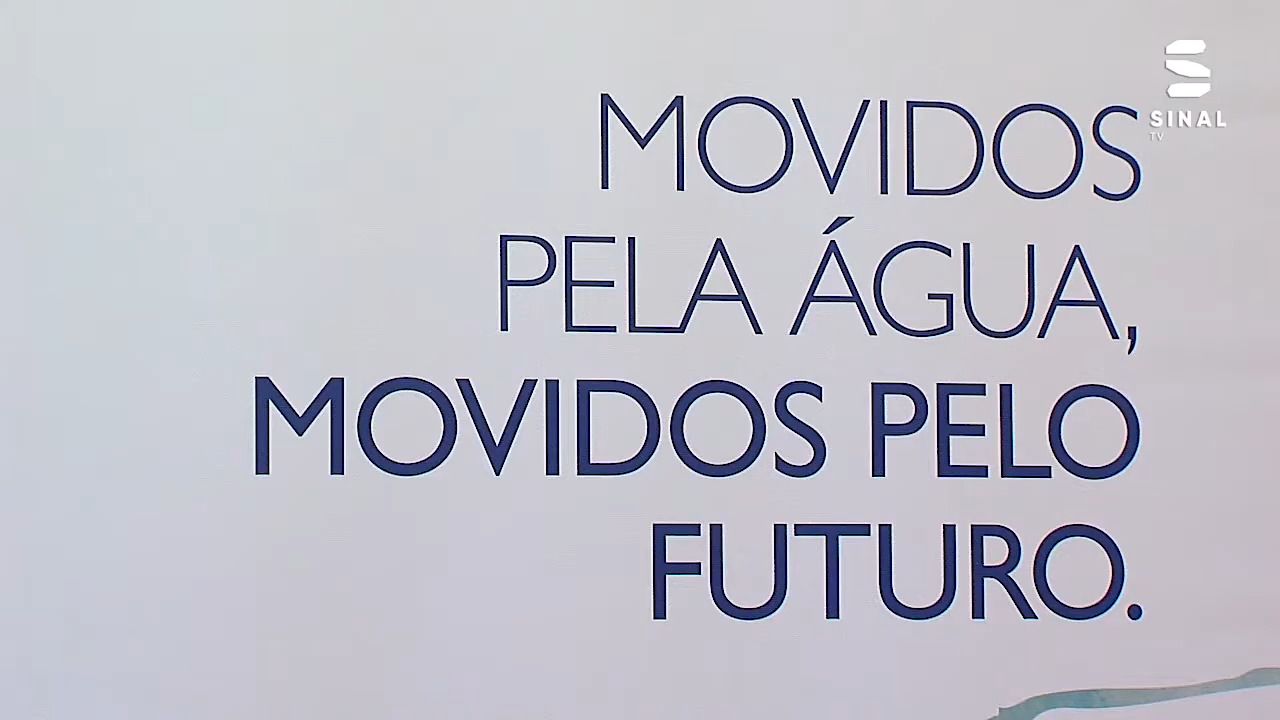 MOVIDOS
PELA ÁGUA,
MOVIDOS PELO
FUTURO.
SINAL
TV